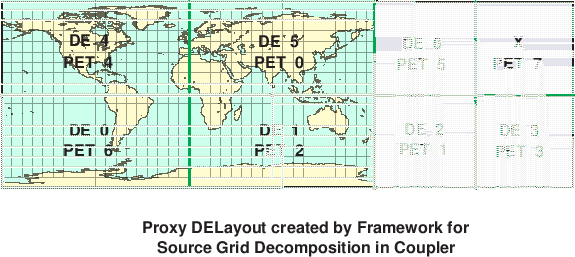 DE 4
PET 4
DE 5
PET 0
DE 6
PET 5
X
PET 7
DE 0
PET 6
DE 1
PET 2
DE 2
PET 1
DE 3
PET 3
Proxy DELayout created by Framework for
Source Grid Decomposition in Coupler